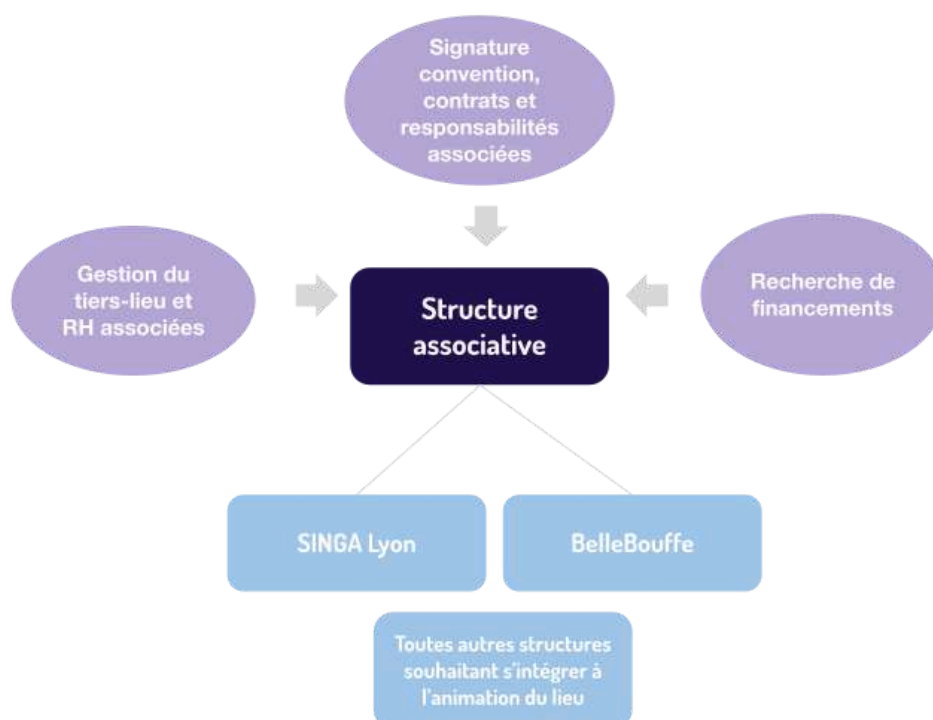 Signature
convention,
contrats et
responsabilités
associées
Gestion du
tiers-lieu et
RH associées
Recherche de
financements
Structure
associative
SINGA Lyon
BelleBouffe
Toutes autres structures
souhaitant s'intégrer à
l'animation du lieu